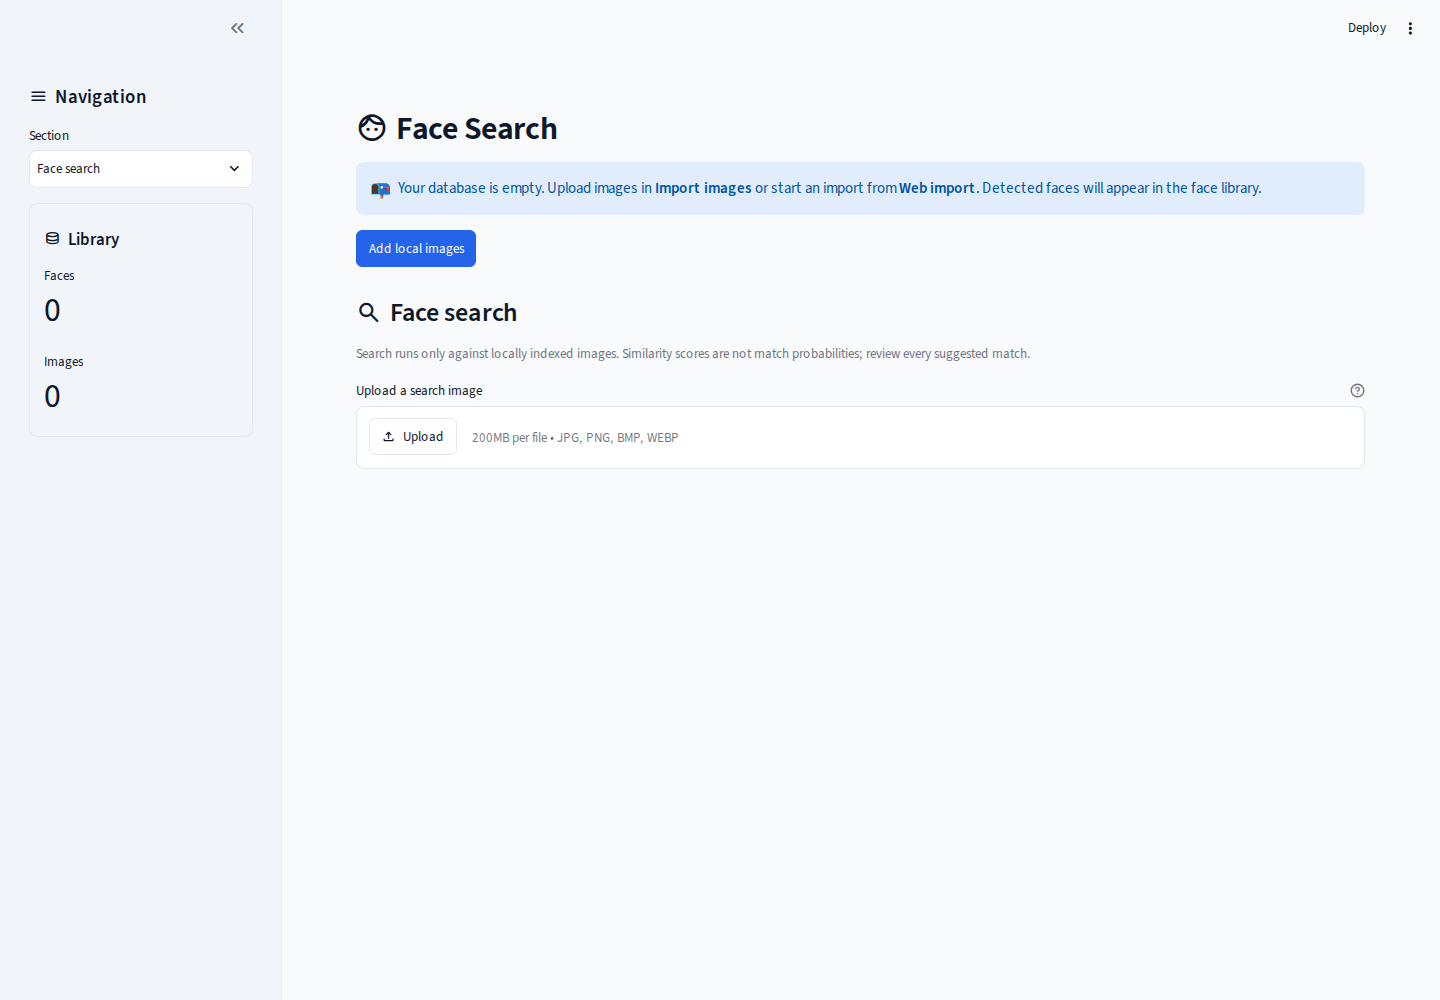 Deploy
Navigation
Section
Face search
Library
Faces
0
Images
0
Face Search
Your database is empty. Upload images in Import images or start an import from Web import. Detected faces will appear in the face library.
Add local images
Face search
Search runs only against locally indexed images. Similarity scores are not match probabilities; review every suggested match.
Upload a search image
Upload
200MB per file • JPG, PNG, BMP, WEBP